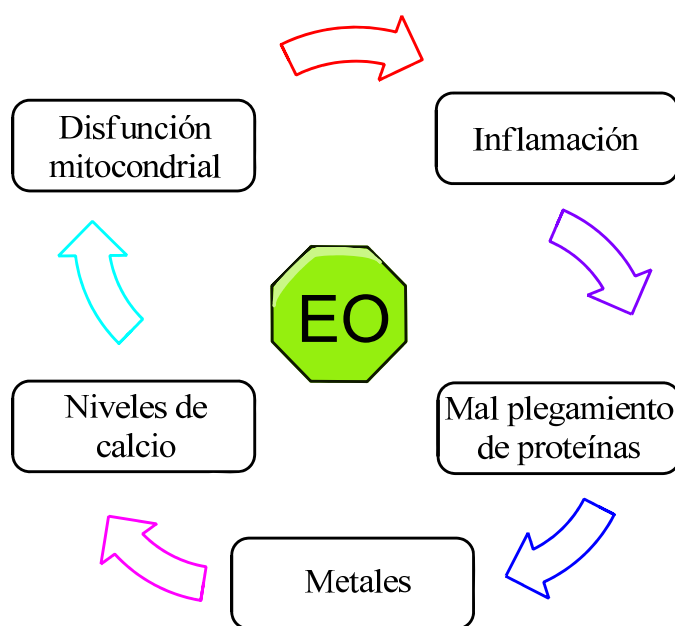 Disfunción
mitocondrial
Inflamación
EO
Niveles de
calcio
Mal plegamiento
de proteínas
Metales